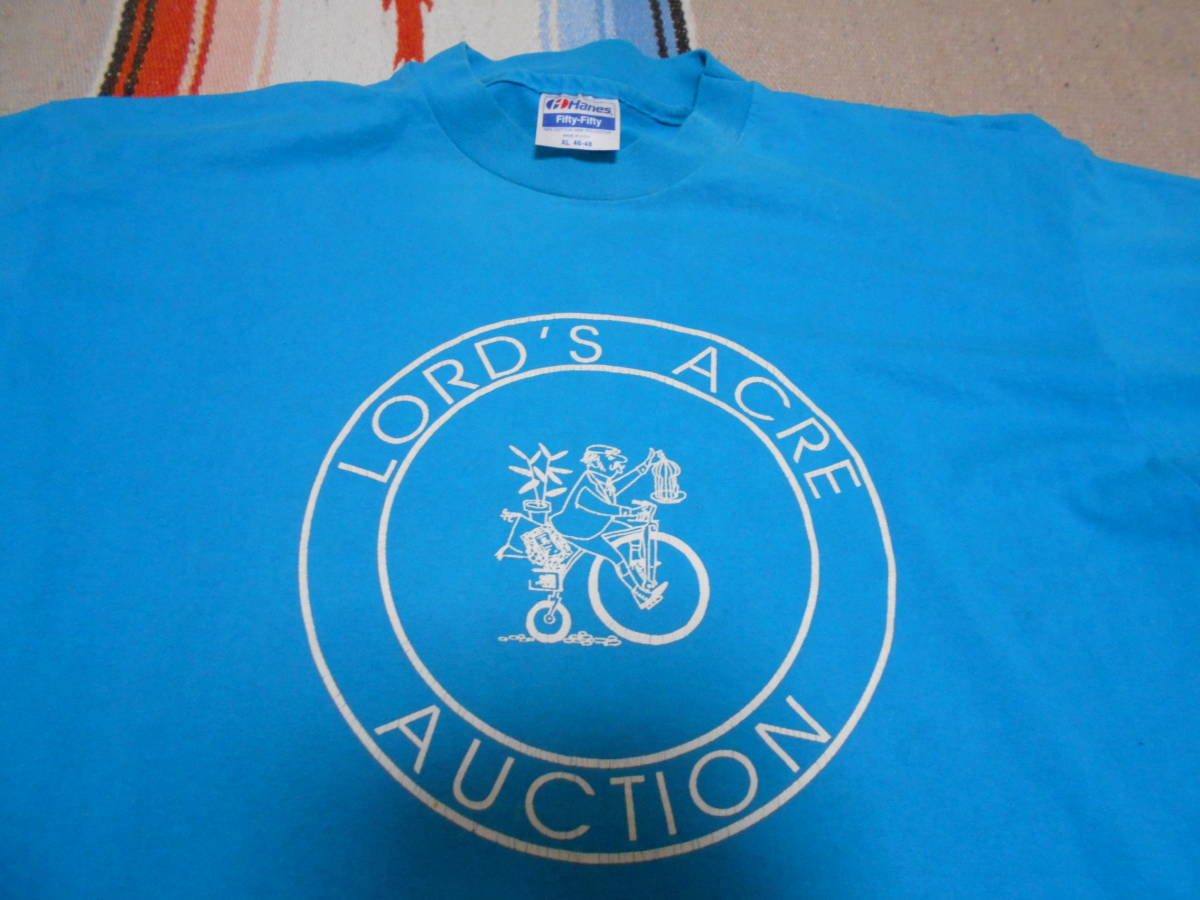 Hanes
Fifty-Fifty
XL 46-48
LORD'S ACRE
AUCTION